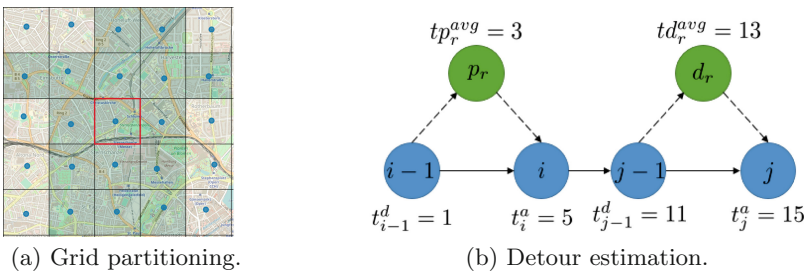 tp_r^{avg} = 3
td_r^{avg} = 13
p_r
d_r
i − 1
i
j − 1
j
t_{i−1}^d = 1
t_i^a = 5
t_{j−1}^d = 11
t_j^a = 15
(a) Grid partitioning.
(b) Detour estimation.